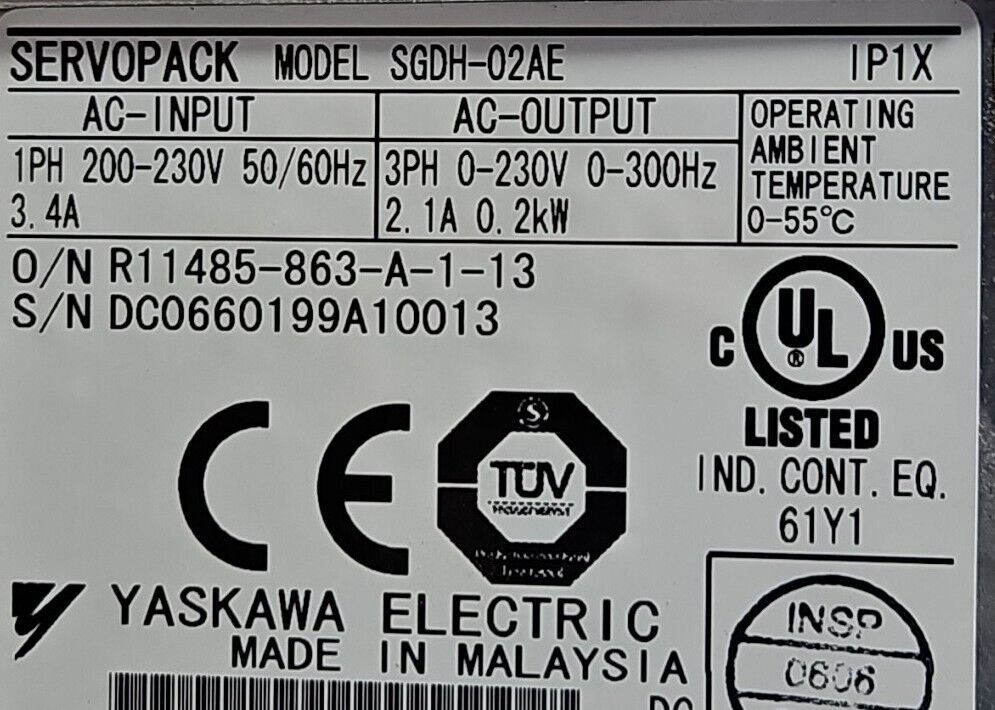 SERVOPACK MODEL SGDH-02AE IP1X
AC-INPUT
1PH 200-230V 50/60Hz
3.4A
AC-OUTPUT
3PH 0-230V 0-300Hz
2.1A 0.2kW
OPERATING
AMBIENT
TEMPERATURE
0-55℃
O/N R11485-863-A-1-13
S/N DC0660199A10013
C UL ® US
LISTED
IND. CONT. EQ.
61Y1
CE
S
TÜV
YASKAWA ELECTRIC
MADE IN MALAYSIA
INSP
0606